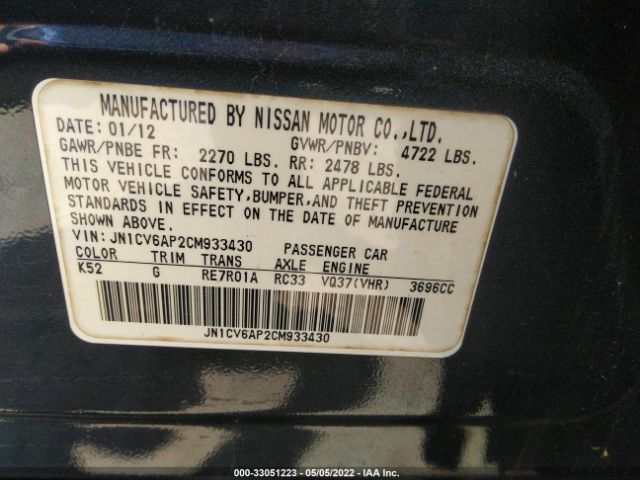 MANUFACTURED BY NISSAN MOTOR CO.,LTD.
DATE: 01/12 GVWR/PNBV: 4722 LBS.
GAWR/PNBE FR: 2270 LBS. RR: 2478 LBS.
THIS VEHICLE CONFORMS TO ALL APPLICABLE FEDERAL
MOTOR VEHICLE SAFETY, BUMPER, AND THEFT PREVENTION
STANDARDS IN EFFECT ON THE DATE OF MANUFACTURE
SHOWN ABOVE.
VIN: JN1CV6AP2CM933430 PASSENGER CAR
COLOR TRIM TRANS AXLE ENGINE
K52 G RE7R01A RC33 VQ37(VHR) 3696CC
JN1CV6AP2CM933430
000-33051223 - 05/05/2022 - IAA Inc.